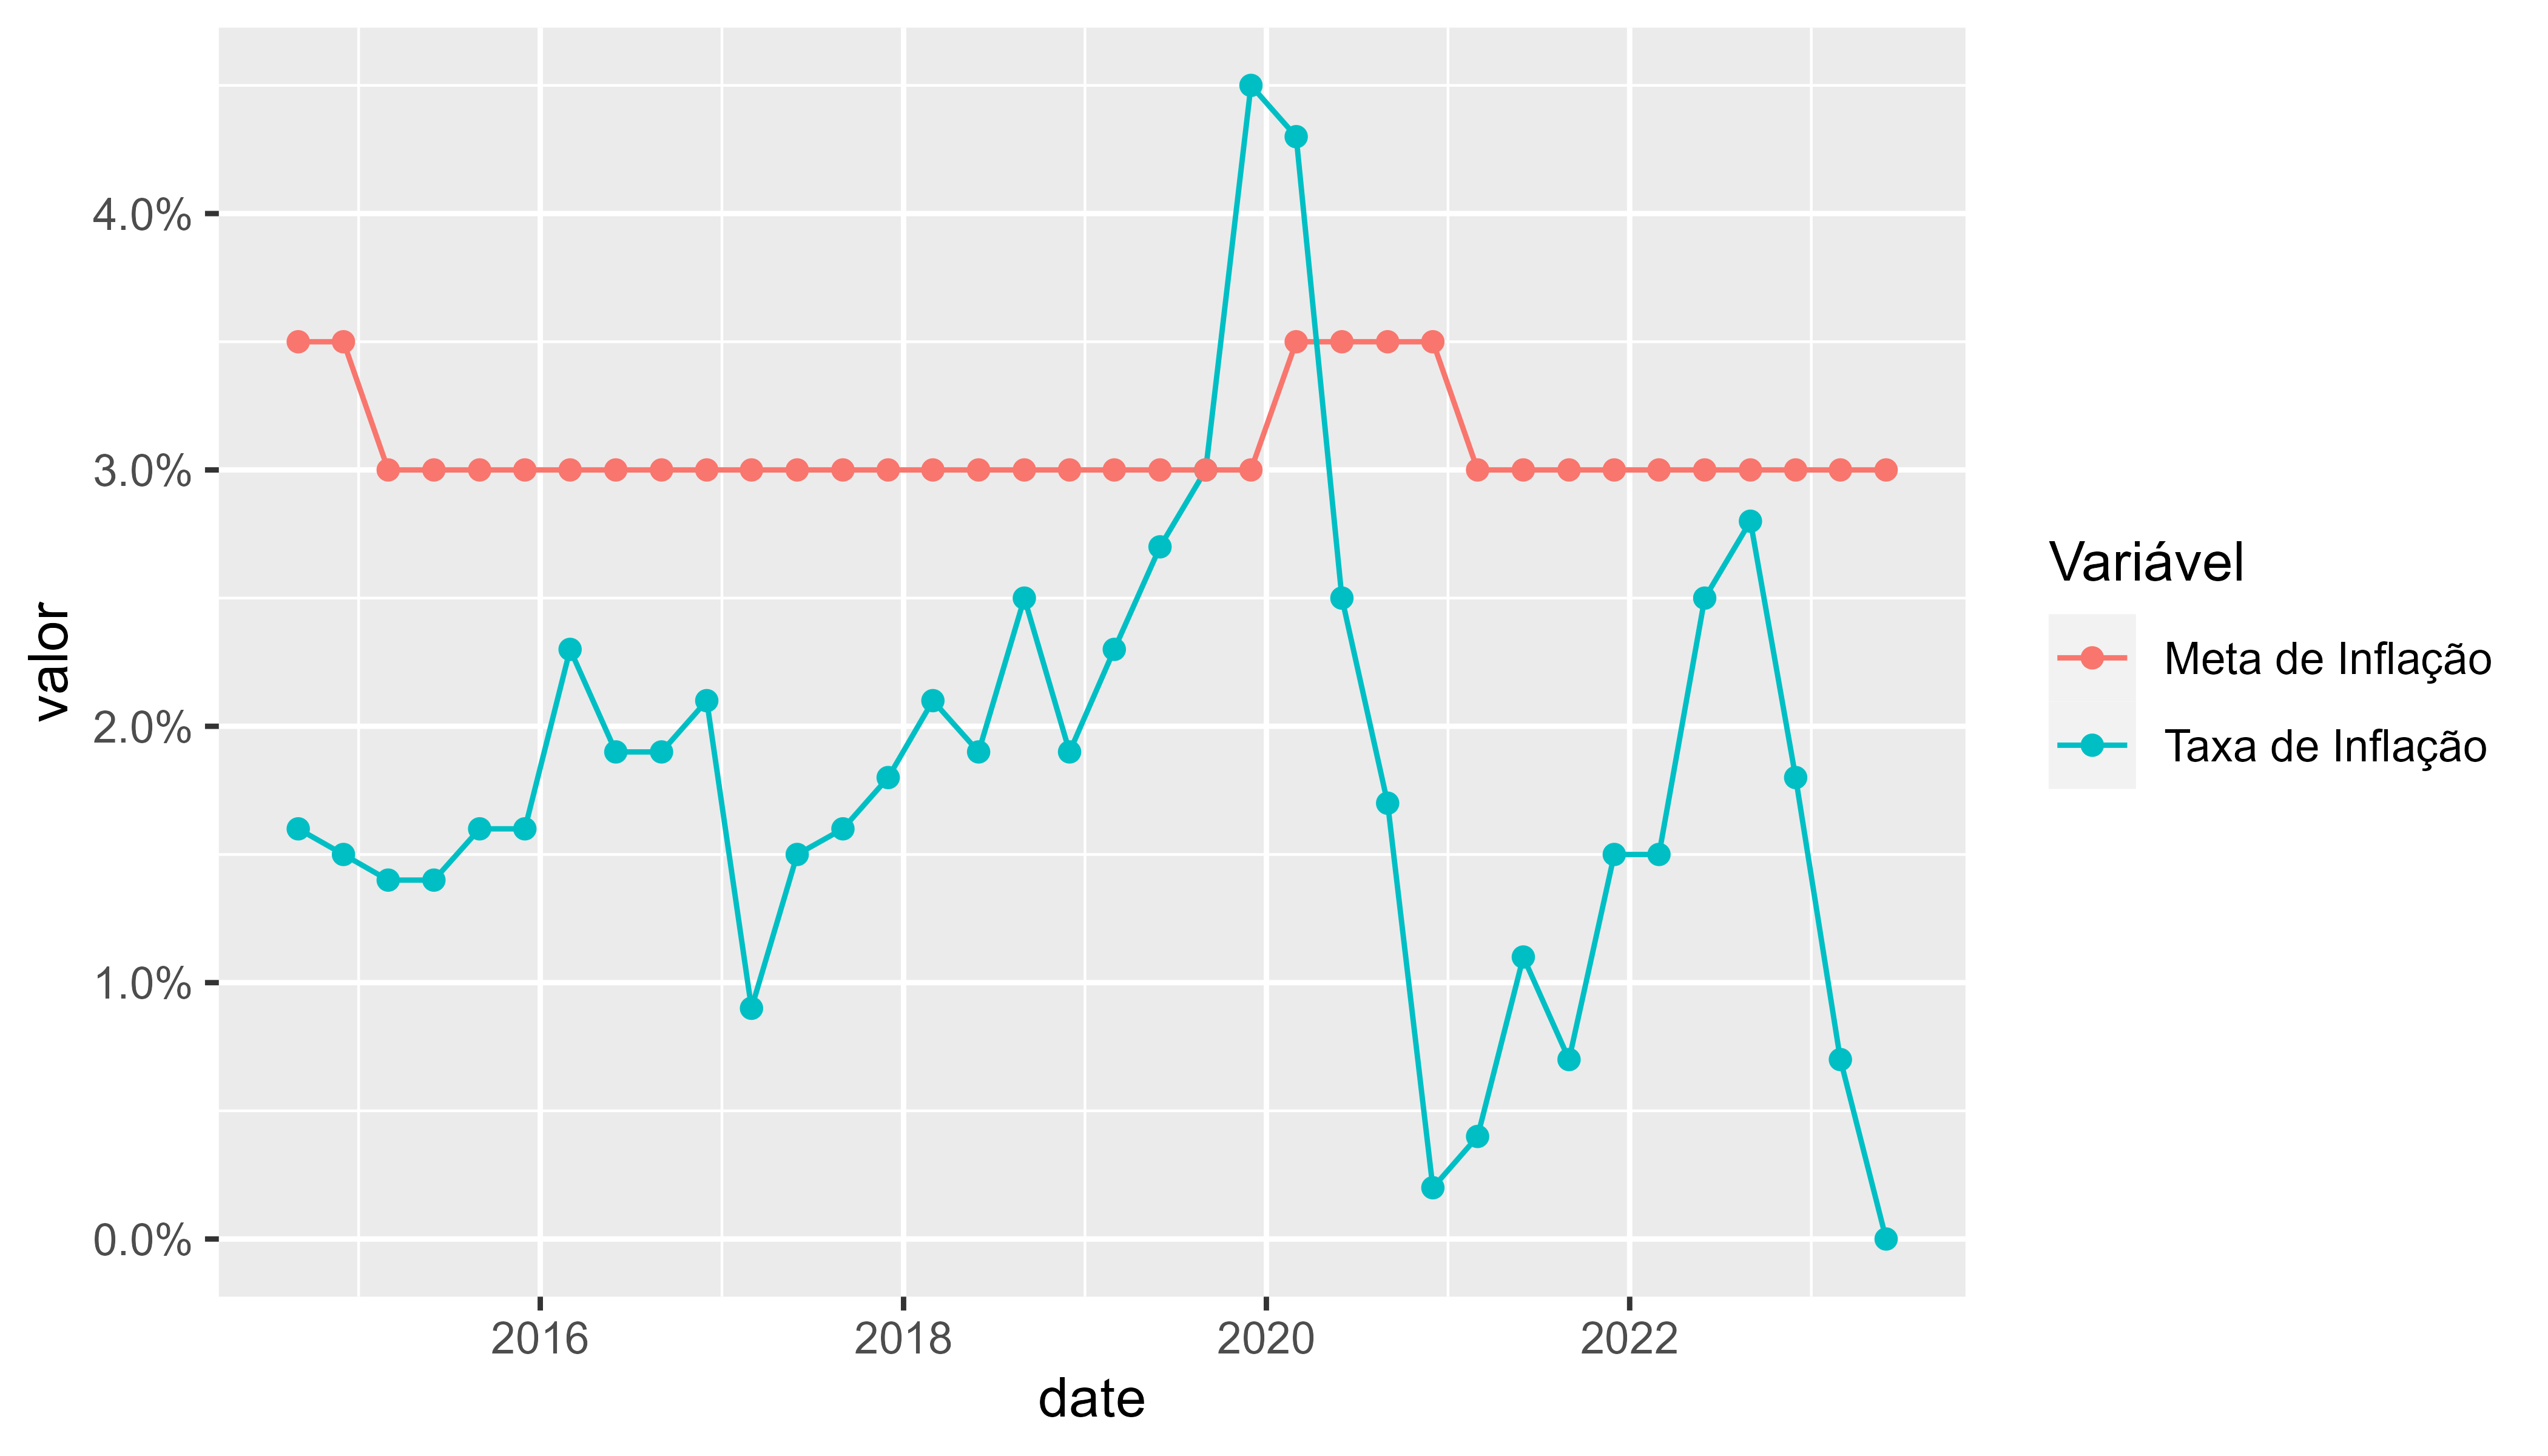 valor
4.0%
3.0%
2.0%
1.0%
0.0%
2016 2018 2020 2022
date
Variável
Meta de Inflação
Taxa de Inflação